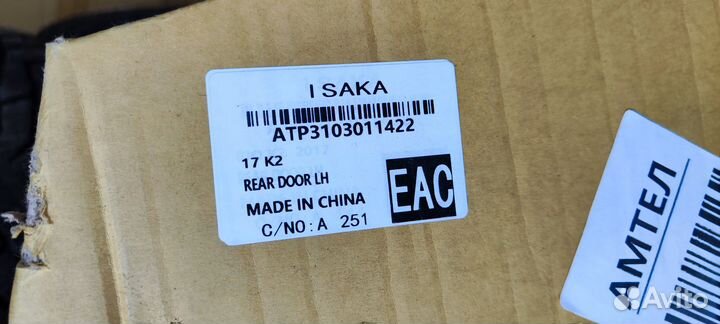 I SAKA
ATP3103011422
17 K2
REAR DOOR LH
MADE IN CHINA
C/NO: A 251
EAC
АМТЕЛ
Avito